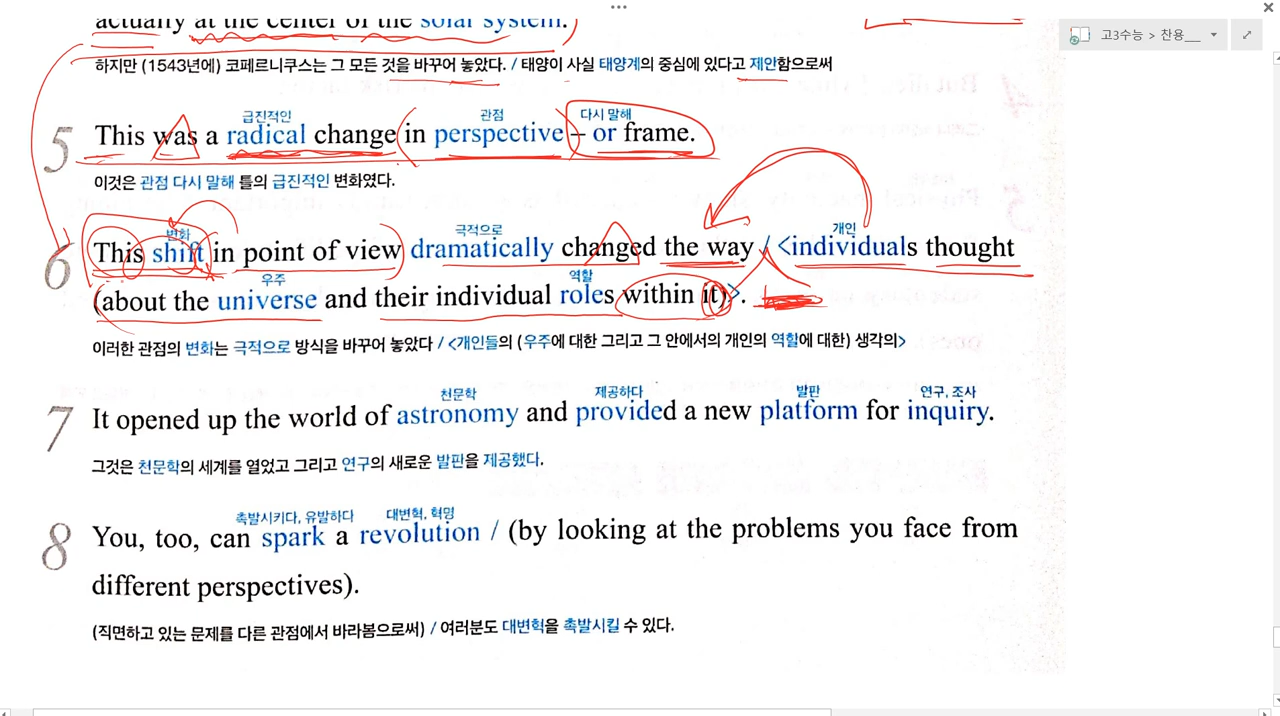 고3수능 > 찬용__
actually at the center of the solar system.)
하지만 (1543년에) 코페르니쿠스는 그 모든 것을 바꾸어 놓았다. / 태양이 사실 태양계의 중심에 있다고 제안함으로써
급진적인 관점 다시 말해
5 This was a radical change (in perspective – or frame.
이것은 관점 다시 말해 틀의 급진적인 변화였다.
변화 극적으로 개인
6 This shift in point of view dramatically changed the way / <individuals thought
우주 역할
(about the universe and their individual roles within it)>.
이러한 관점의 변화는 극적으로 방식을 바꾸어 놓았다 / <개인들의 (우주에 대한 그리고 그 안에서의 개인의 역할에 대한) 생각의>
천문학 제공하다 발판 연구, 조사
7 It opened up the world of astronomy and provided a new platform for inquiry.
그것은 천문학의 세계를 열었고 그리고 연구의 새로운 발판을 제공했다.
촉발시키다, 유발하다 대변혁, 혁명
8 You, too, can spark a revolution / (by looking at the problems you face from
different perspectives).
(직면하고 있는 문제를 다른 관점에서 바라봄으로써) / 여러분도 대변혁을 촉발시킬 수 있다.